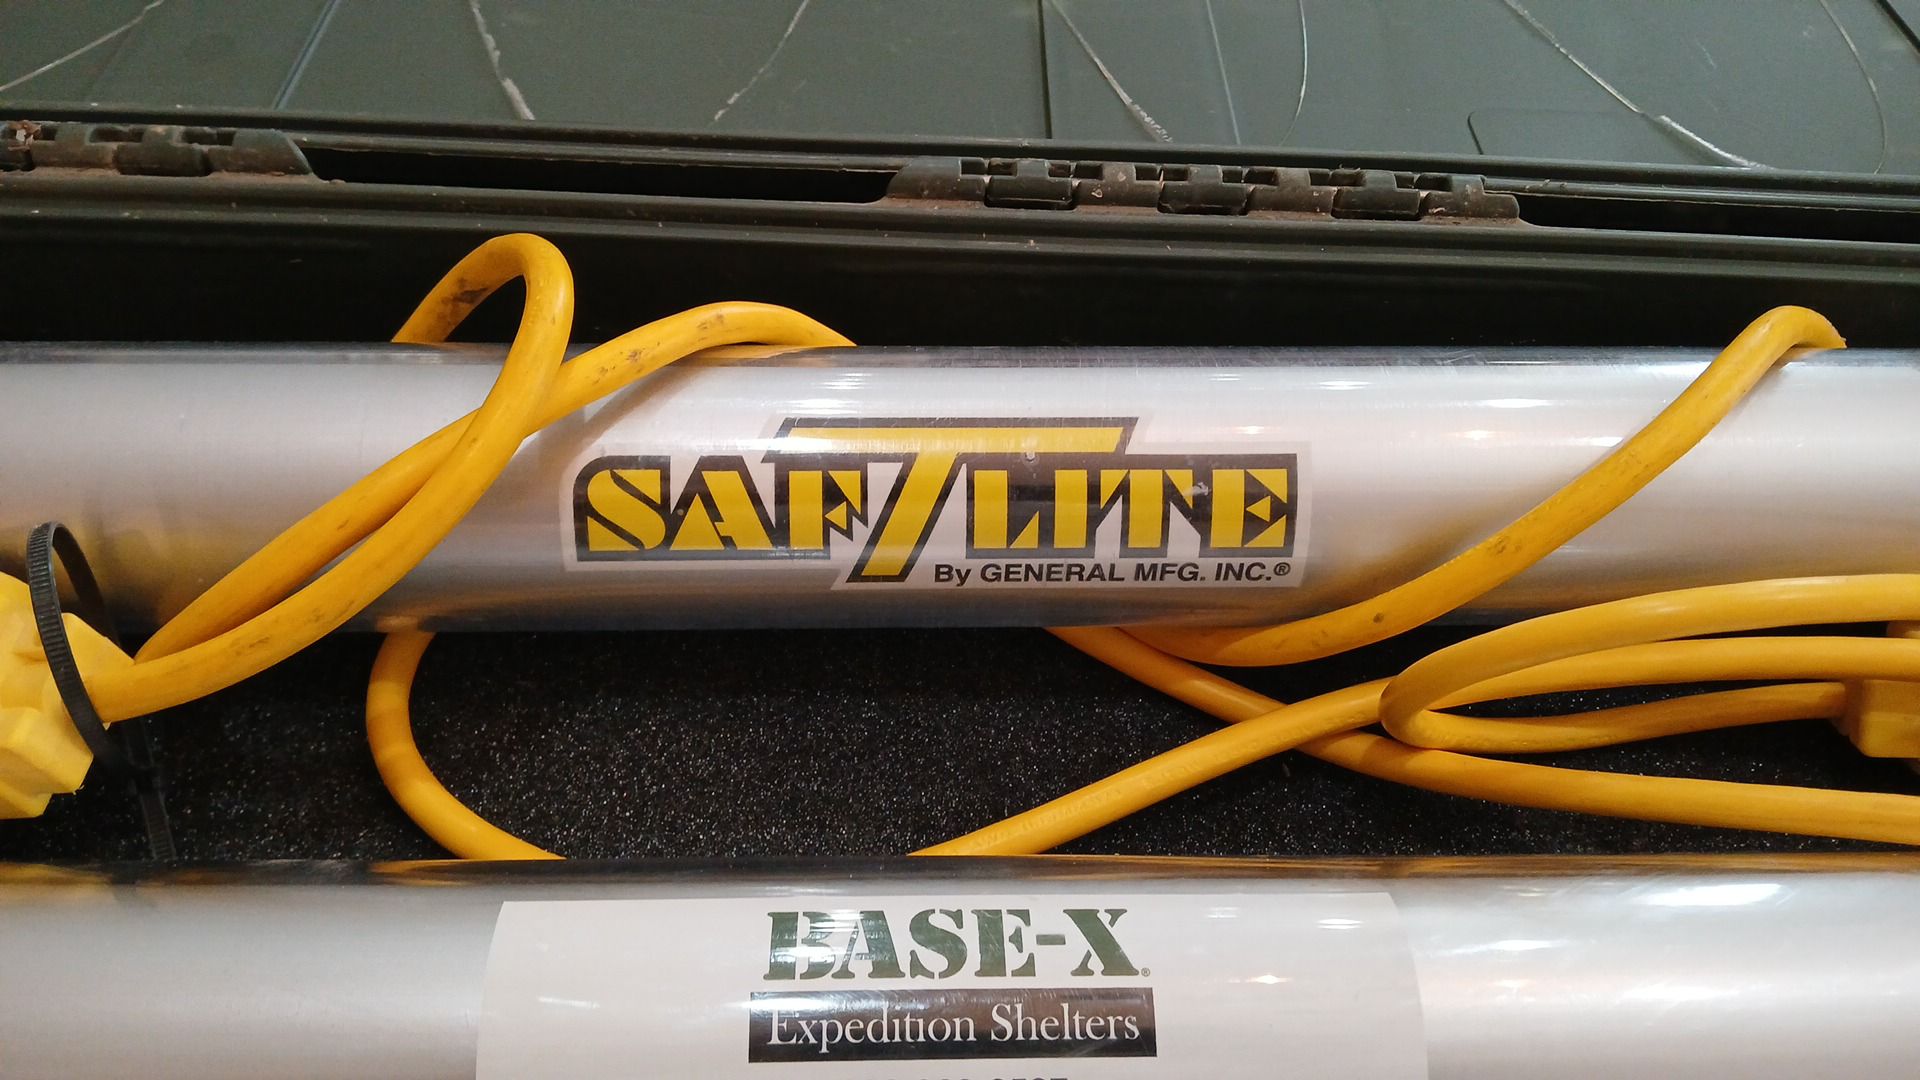 SAFTLITE
By GENERAL MFG. INC.®
BASE-X®
Expedition Shelters